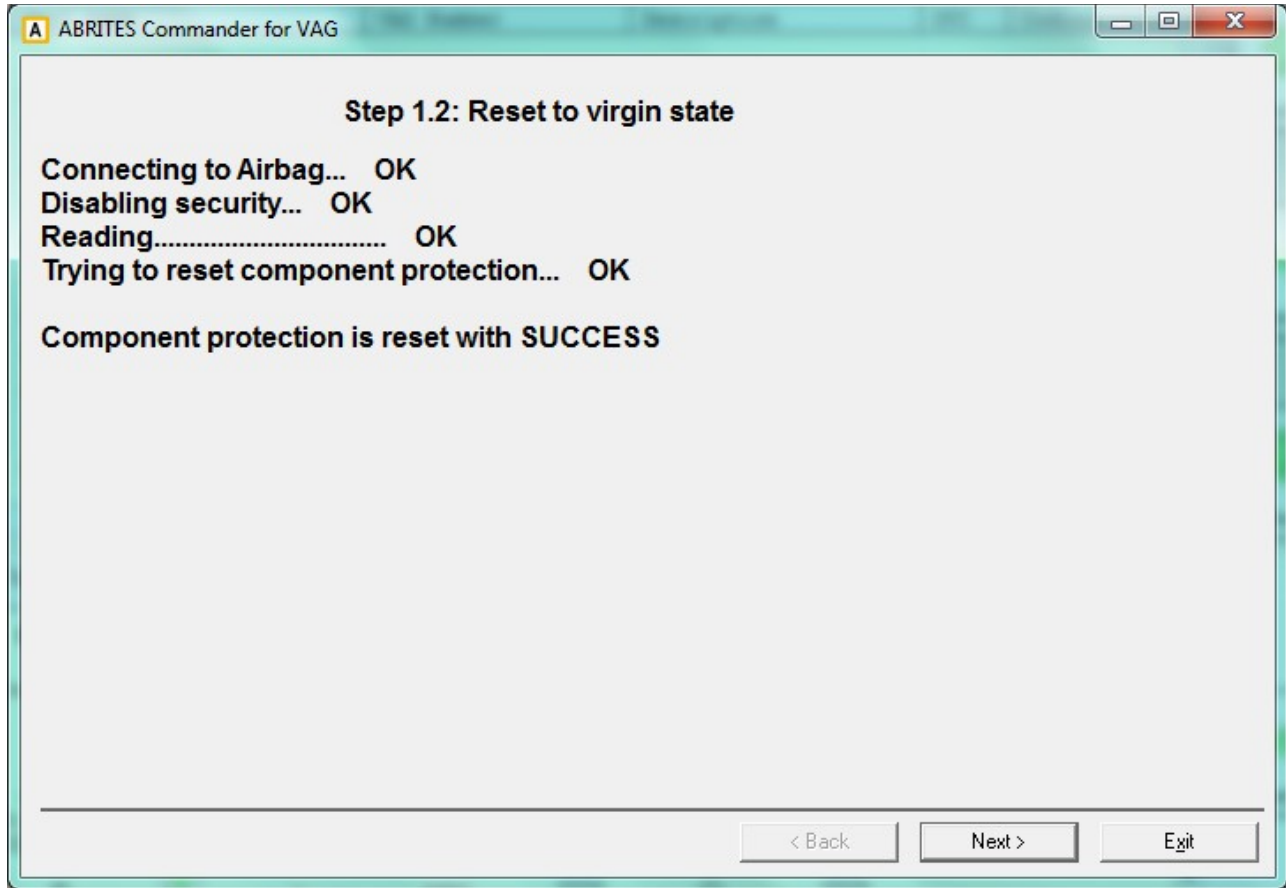 ABRITES Commander for VAG
Step 1.2: Reset to virgin state
Connecting to Airbag... OK
Disabling security... OK
Reading................................. OK
Trying to reset component protection... OK
Component protection is reset with SUCCESS
< Back Next > Exit